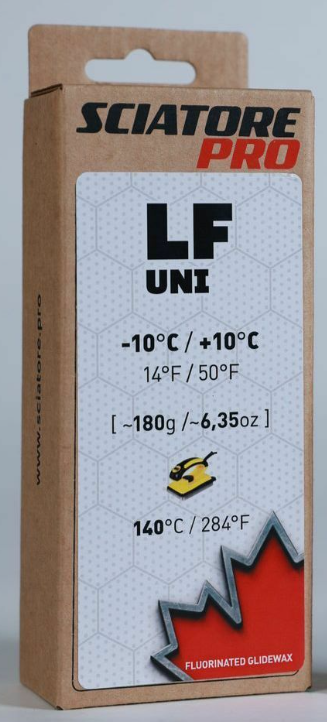 SCIATORE
PRO
LF
UNI
-10°C / +10°C
14°F / 50°F
[ ~180g /~6,35oz ]
140°C / 284°F
FLUORINATED GLIDEWAX
www.sciatore.pro